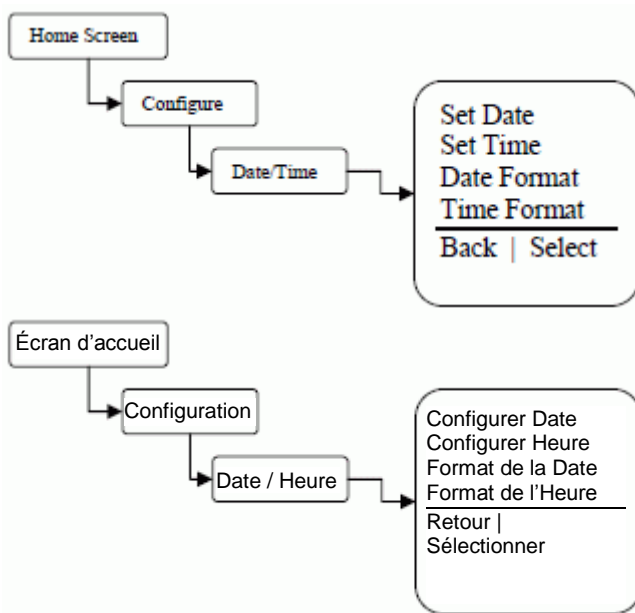 Home Screen
Configure
Date/Time
Set Date
Set Time
Date Format
Time Format
Back | Select
Écran d'accueil
Configuration
Date / Heure
Configurer Date
Configurer Heure
Format de la Date
Format de l'Heure
Retour |
Sélectionner